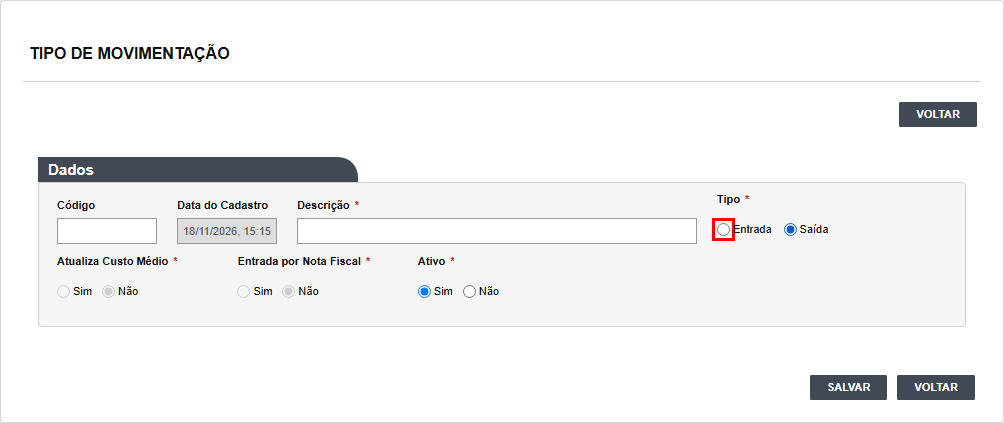 TIPO DE MOVIMENTAÇÃO
VOLTAR
Dados
Código
Data do Cadastro
Descrição *
Tipo *
18/11/2026, 15:15
Entrada
Saída
Atualiza Custo Médio *
Entrada por Nota Fiscal *
Ativo *
Sim Não
Sim Não
Sim Não
SALVAR
VOLTAR